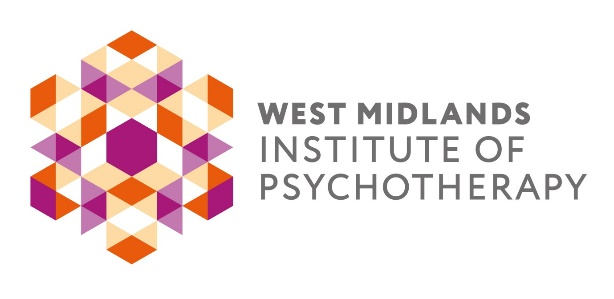 WEST MIDLANDS
INSTITUTE OF
PSYCHOTHERAPY